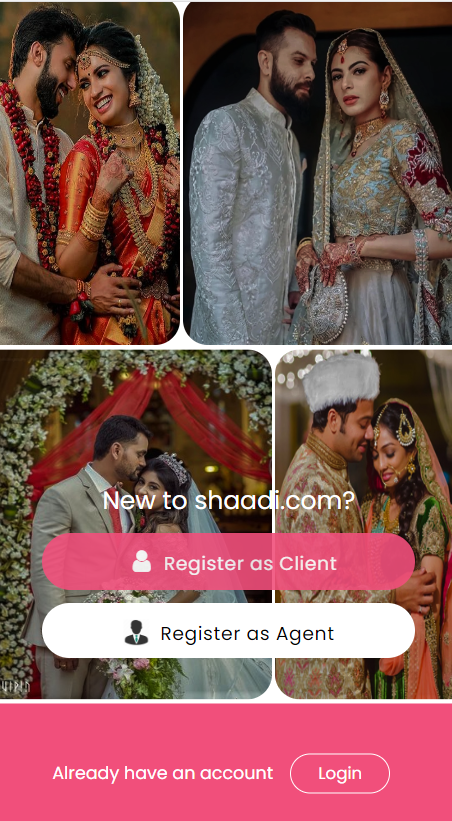 New to shaadi.com?
Register as Client
Register as Agent
Already have an account
Login